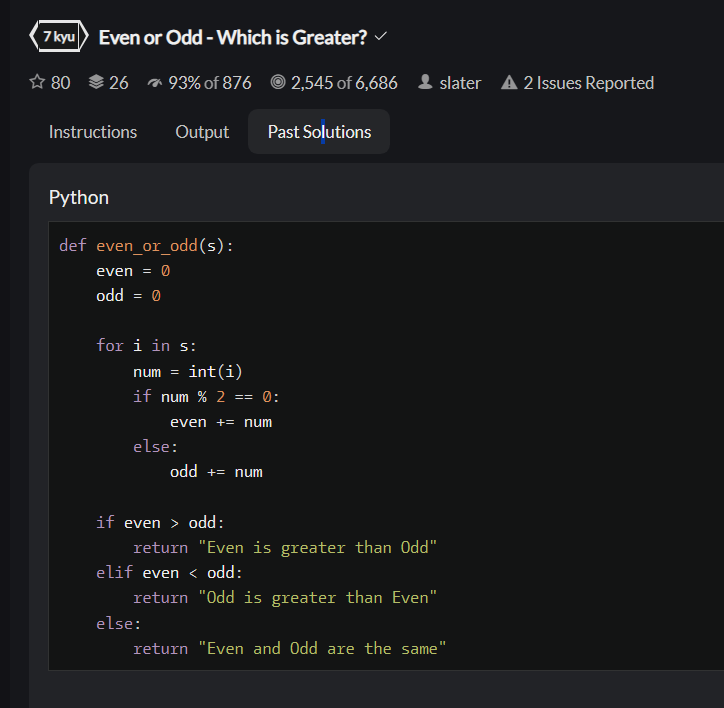 7 kyu Even or Odd - Which is Greater?
80 26 93% of 876 2,545 of 6,686 slater 2 Issues Reported
Instructions Output Past Solutions
Python
def even_or_odd(s):
    even = 0
    odd = 0
    for i in s:
        num = int(i)
        if num % 2 == 0:
            even += num
        else:
            odd += num
    if even > odd:
        return "Even is greater than Odd"
    elif even < odd:
        return "Odd is greater than Even"
    else:
        return "Even and Odd are the same"